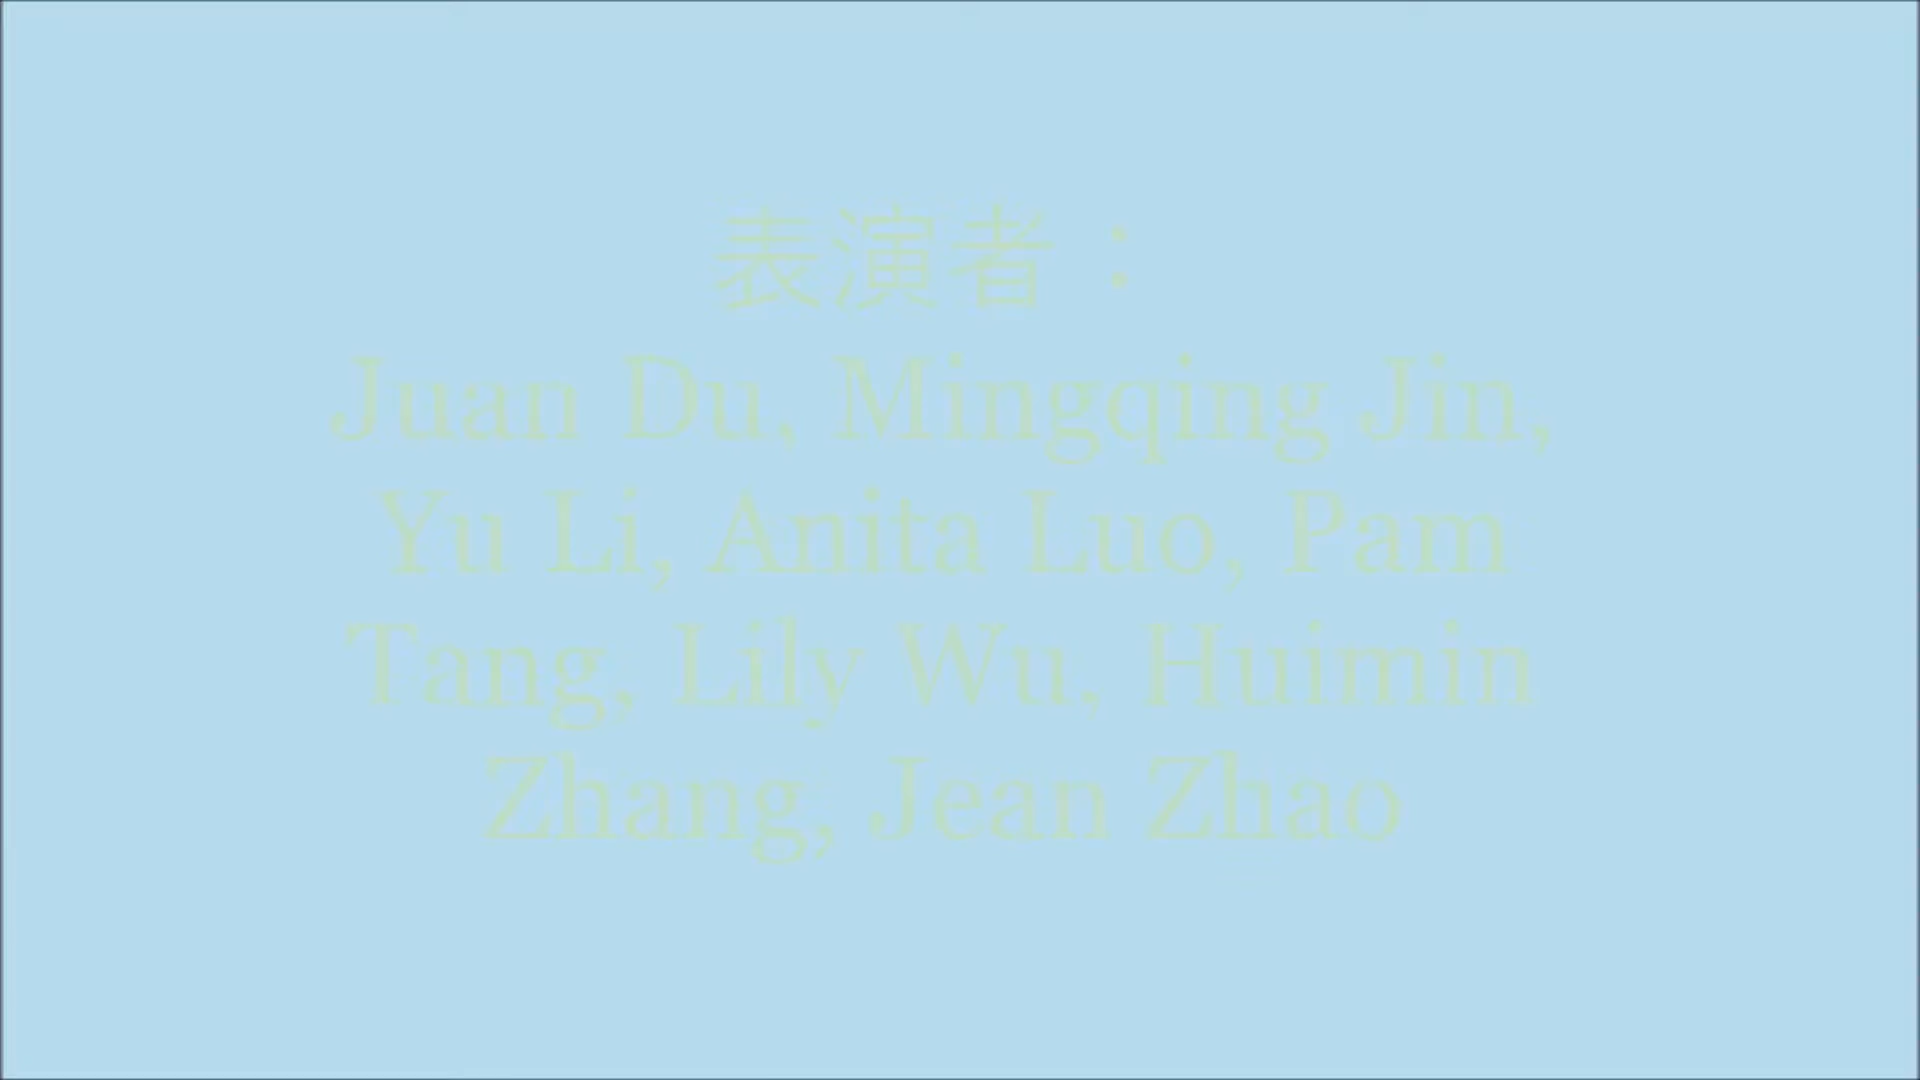 表演者：
Juan Du, Mingqing Jin,
Yu Li, Anita Luo, Pam
Tang, Lily Wu, Huimin
Zhang, Jean Zhao